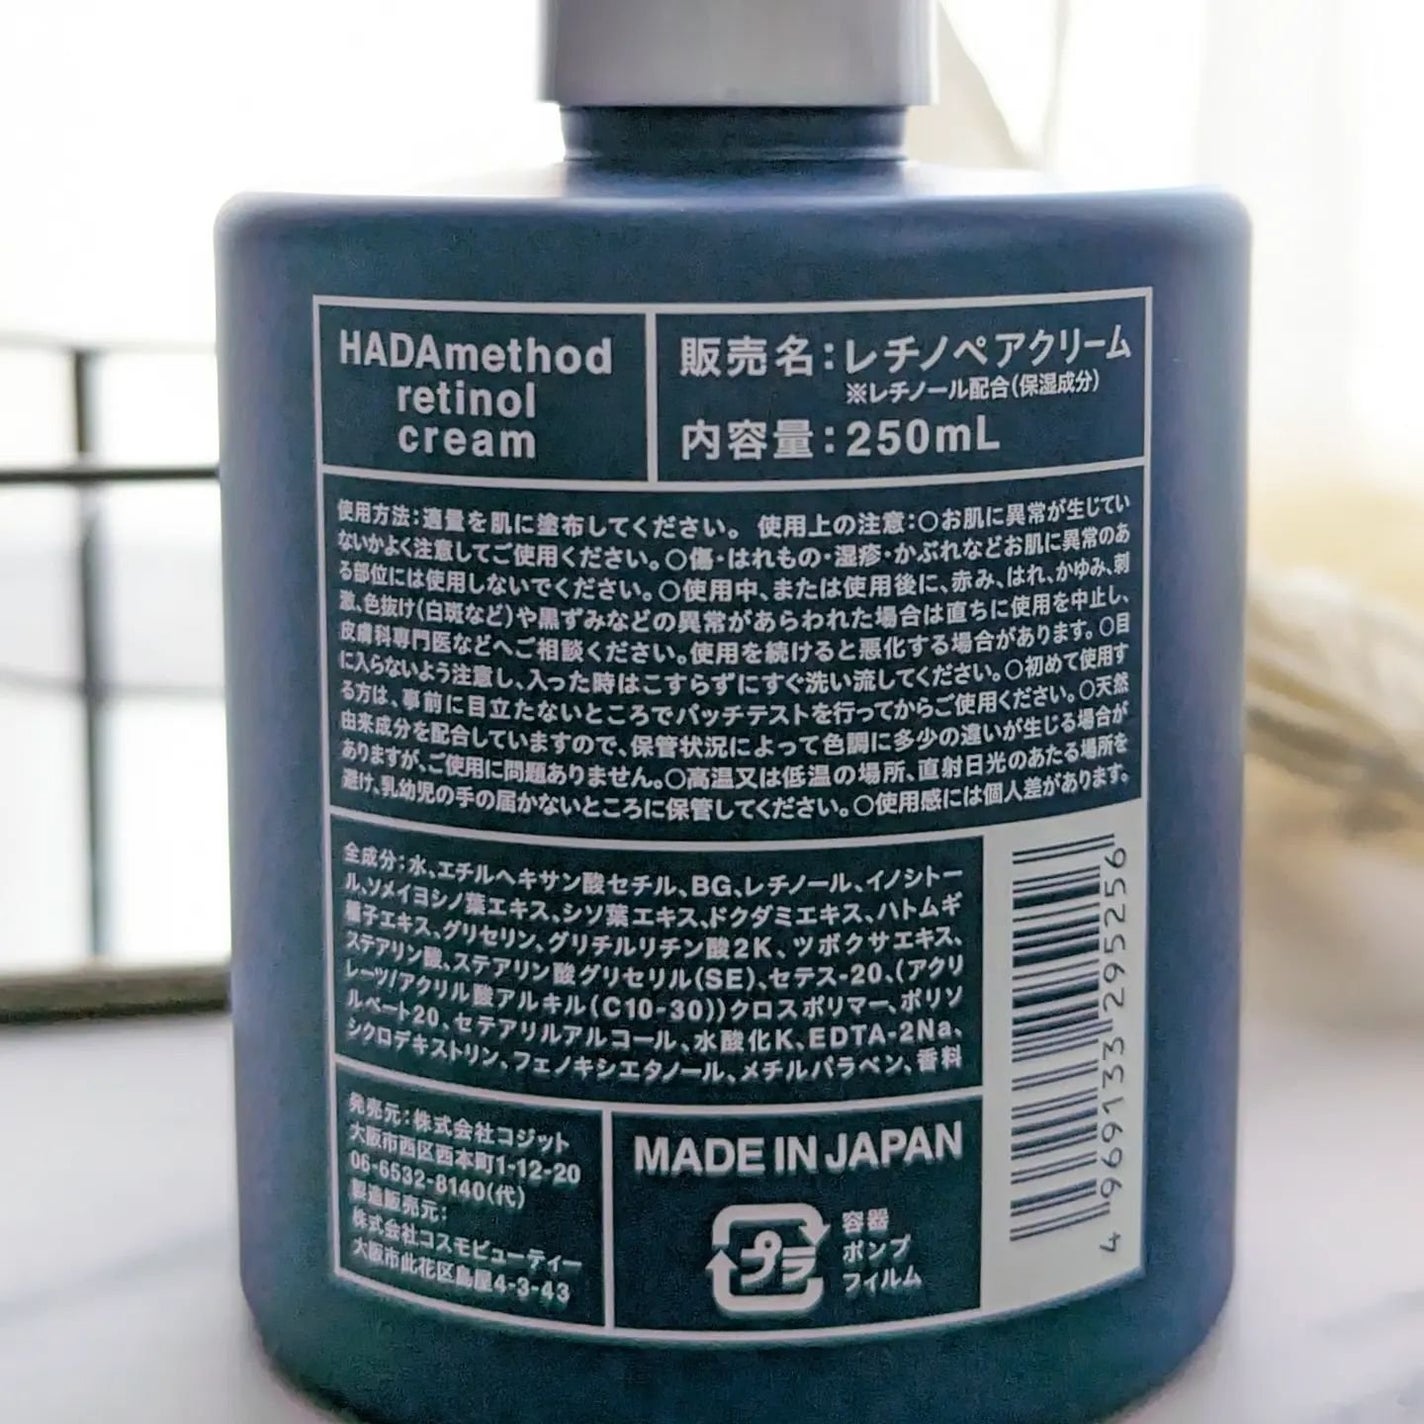 HADAmethod
retinol
cream
販売名：レチノペアクリーム
※レチノール配合(保湿成分)
内容量：250mL
使用方法：適量を肌に塗布してください。 使用上の注意：○お肌に異常が生じてい
ないかよく注意してご使用ください。○傷・はれもの・湿疹・かぶれなどお肌に異常のあ
る部位には使用しないでください。○使用中、または使用後に、赤み、はれ、かゆみ、刺
激、色抜け(白斑など)や黒ずみなどの異常があらわれた場合は直ちに使用を中止し、
皮膚科専門医などへご相談ください。使用を続けると悪化する場合があります。○目
に入らないよう注意し、入った時はこすらずにすぐ洗い流してください。○初めて使用す
る方は、事前に目立たないところでパッチテストを行ってからご使用ください。○天然
由来成分を配合していますので、保管状況によって色調に多少の違いが生じる場合が
ありますが、ご使用に問題ありません。○高温又は低温の場所、直射日光のあたる場所を
避け、乳幼児の手の届かないところに保管してください。○使用感には個人差があります。
全成分：水、エチルヘキサン酸セチル、BG、レチノール、イノシトー
ル、ソメイヨシノ葉エキス、シソ葉エキス、ドクダミエキス、ハトムギ
種子エキス、グリセリン、グリチルリチン酸2K、ツボクサエキス、
ステアリン酸、ステアリン酸グリセリル(SE)、セテス-20、(アクリ
レーツ/アクリル酸アルキル(C10-30))クロスポリマー、ポリソ
ルベート20、セテアリルアルコール、水酸化K、EDTA-2Na、
シクロデキストリン、フェノキシエタノール、メチルパラベン、香料
4969133295256
発売元：株式会社コジット
大阪市西区西本町1-12-20
06-6532-8140(代)
製造販売元：
株式会社コスモビューティー
大阪市此花区島屋4-3-43
MADE IN JAPAN
プラ
容器
ポンプ
フィルム